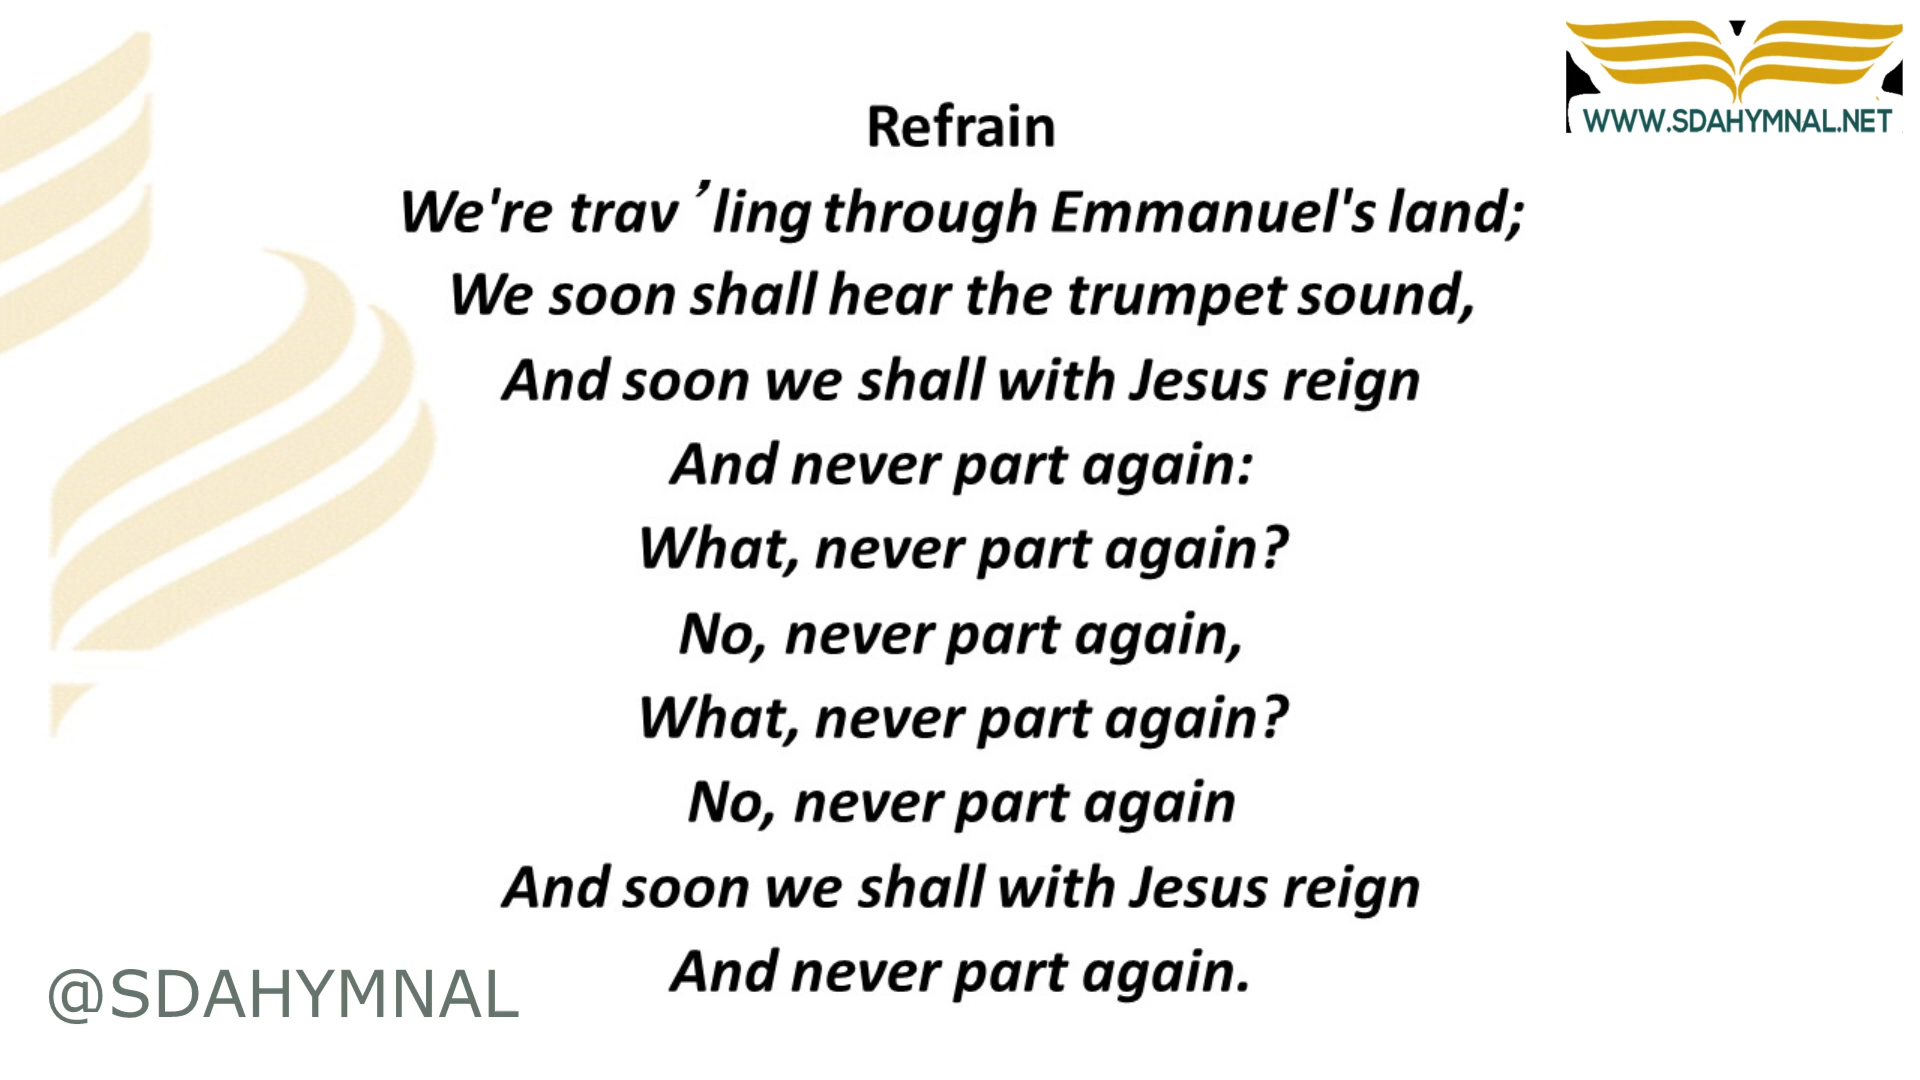 WWW.SDAHYMNAL.NET
Refrain
We're trav’ling through Emmanuel's land;
We soon shall hear the trumpet sound,
And soon we shall with Jesus reign
And never part again:
What, never part again?
No, never part again,
What, never part again?
No, never part again
And soon we shall with Jesus reign
And never part again.
@SDAHYMNAL